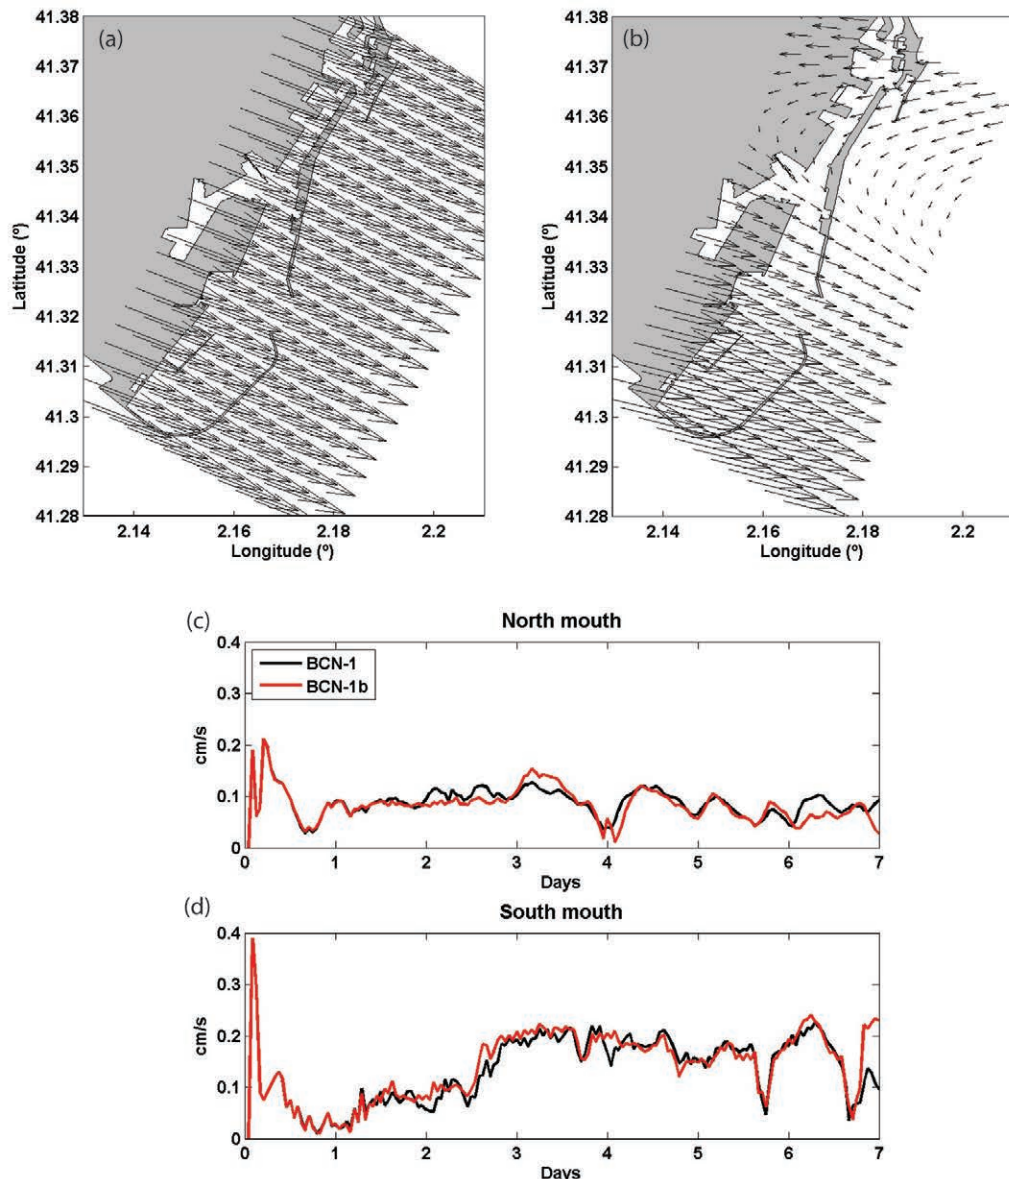 (a)
41.38
41.37
41.36
41.35
41.34
41.33
41.32
41.31
41.3
41.29
41.28
Latitude (º)
2.14
2.16
2.18
2.2
Longitude (º)
(b)
41.38
41.37
41.36
41.35
41.34
41.33
41.32
41.31
41.3
41.29
41.28
Latitude (º)
2.14
2.16
2.18
2.2
Longitude (º)
(c)
North mouth
BCN-1
BCN-1b
0.4
0.3
0.2
0.1
0
cm/s
0 1 2 3 4 5 6 7
Days
(d)
South mouth
0.4
0.3
0.2
0.1
0
cm/s
0 1 2 3 4 5 6 7
Days